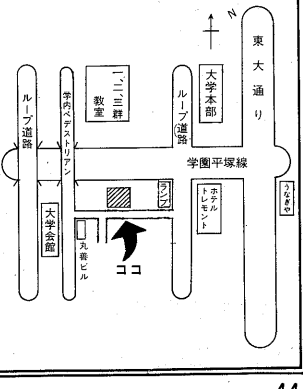 N
東大通り
大学本部
ループ道路
一、二、三群
教室
学内ペデストリアン
ループ道路
学園平塚線
うなぎや
ホテル
トレモント
ランプ
大学会館
丸善ビル
ココ